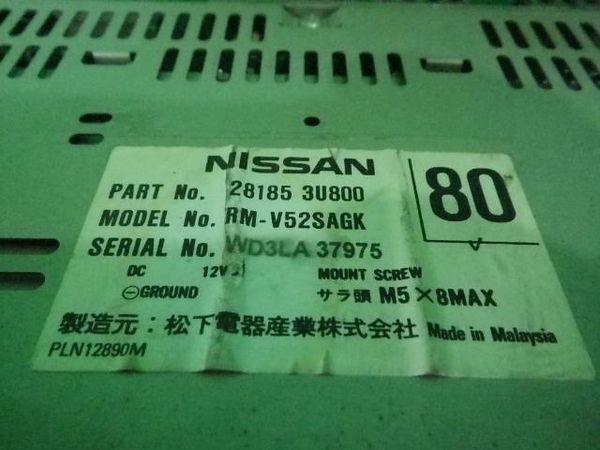 NISSAN
80
PART No. 28185 3U800
MODEL No. RM-V52SAGK
SERIAL No. WD3LA 37975
DC 12V
MOUNT SCREW
⊖GROUND
サラ頭 M5×8MAX
製造元：松下電器産業株式会社 Made in Malaysia
PLN12890M